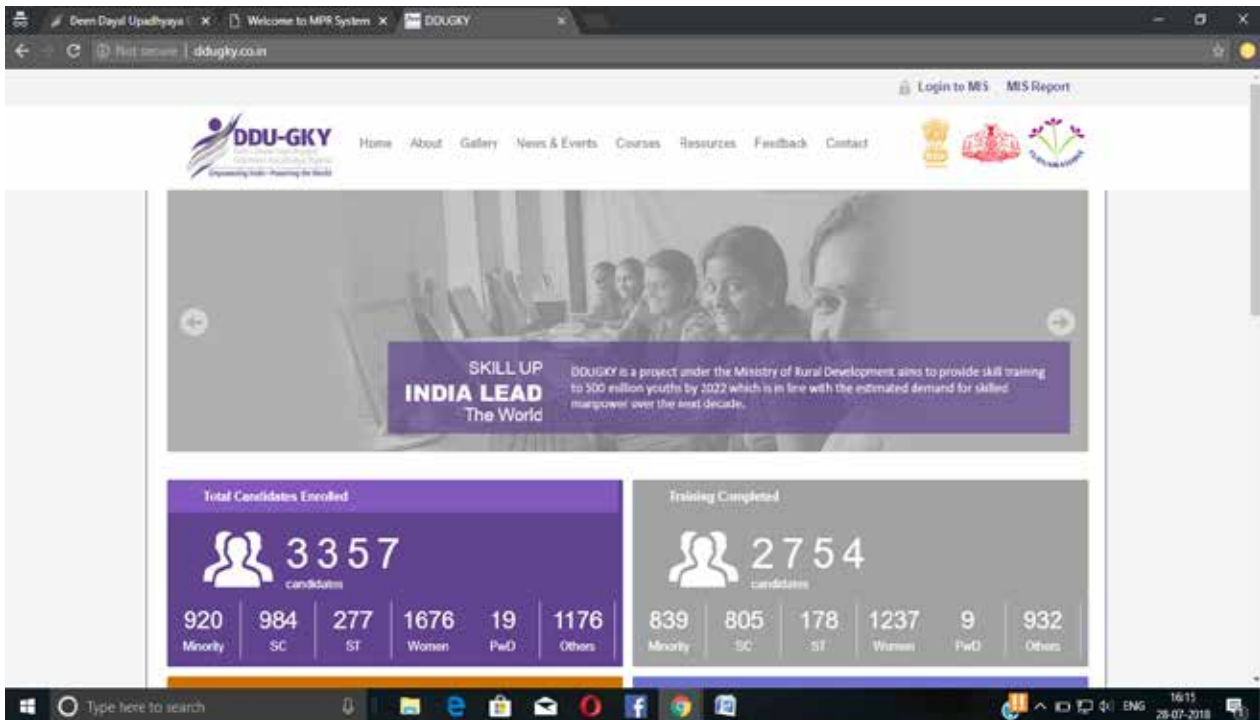 Deen Dayal Upadhyaya
Welcome to MPR System
DDUGKY
Not secure | ddugky.co.in
Login to MIS MIS Report
DDU-GKY
Home About Gallery News & Events Courses Resources Feedback Contact
SKILL UP
INDIA LEAD
The World
DDUGKY is a project under the Ministry of Rural Development aims to provide skill training
to 500 million youths by 2022 which is in line with the estimated demand for skilled
manpower over the next decade.
Total Candidates Enrolled
3357
candidates
920 984 277 1676 19 1176
Minority SC ST Women PwD Others
Training Completed
2754
candidates
839 805 178 1237 9 932
Minority SC ST Women PwD Others
Type here to search
ENG
16:15
28-07-2018